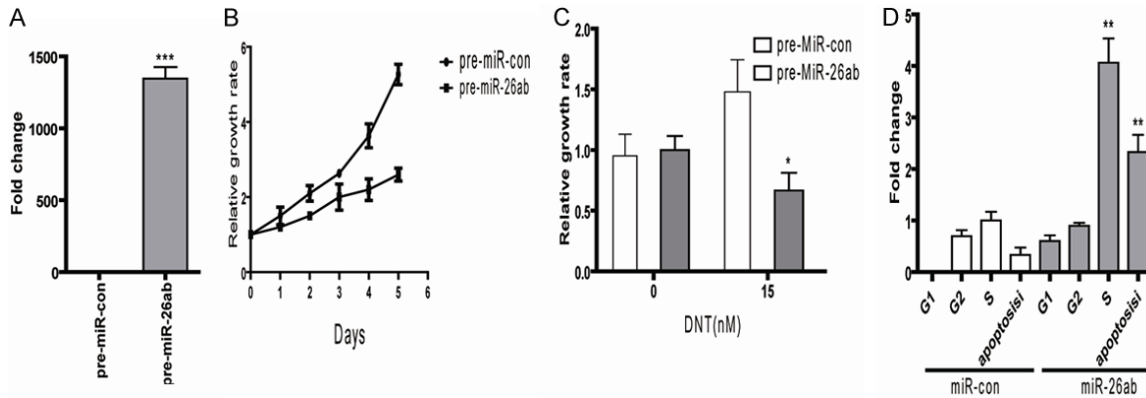 A
Fold change
1500
1000
500
0
***
pre-miR-con
pre-miR-26ab
B
Relative growth rate
6
4
2
0
0 1 2 3 4 5 6
Days
pre-miR-con
pre-miR-26ab
C
Relative growth rate
2.0
1.5
1.0
0.5
0.0
*
0 15
DNT(nM)
pre-MiR-con
pre-MiR-26ab
D
Fold change
5
4
3
2
1
0
**
**
G1 G2 S apoptosisi G1 G2 S apoptosisi
miR-con miR-26ab